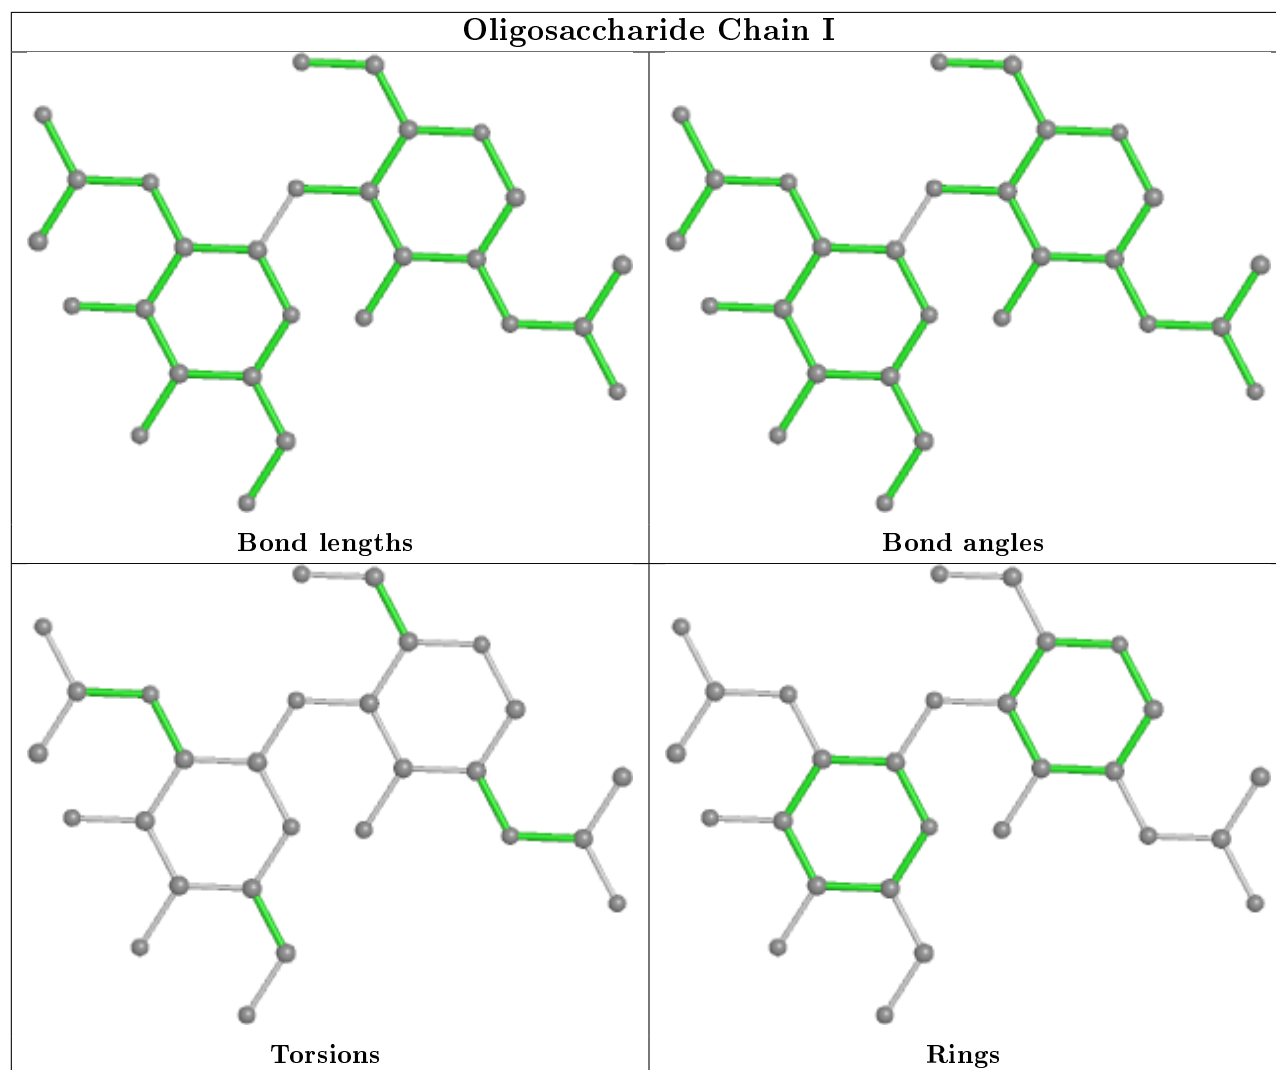 Oligosaccharide Chain I
Bond lengths
Bond angles
Torsions
Rings